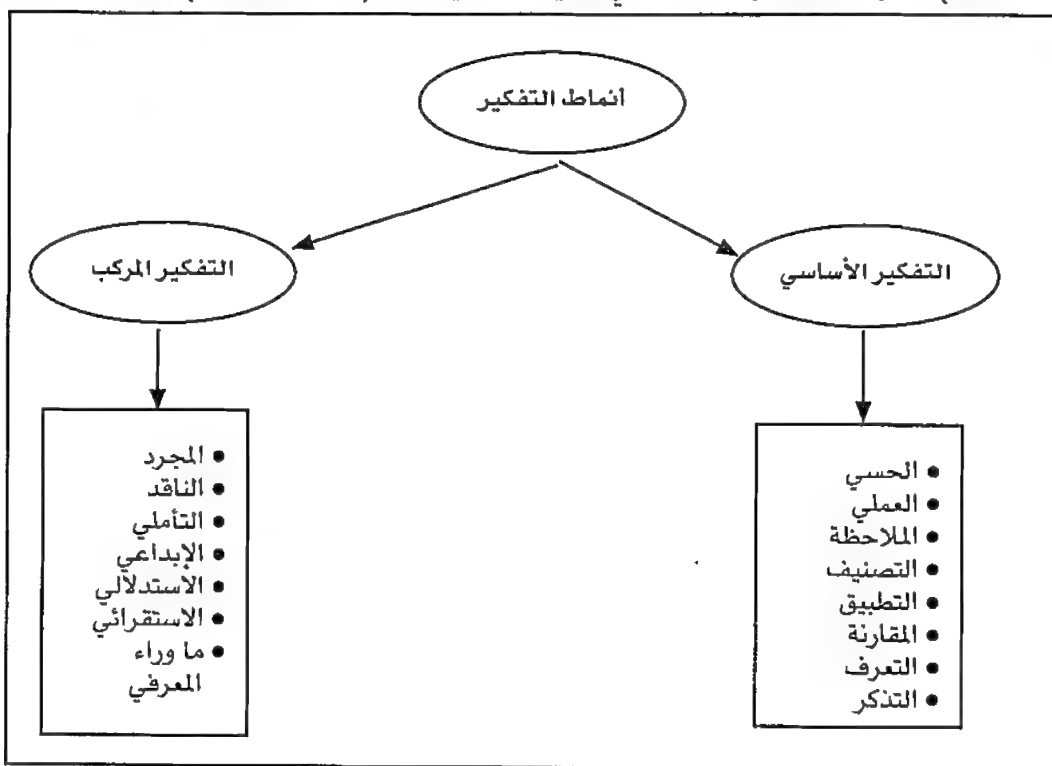 أنماط التفكير
التفكير الأساسي
التفكير المركب
• الحسي
• العملي
• الملاحظة
• التصنيف
• التطبيق
• المقارنة
• التعرف
• التذكر
• المجرد
• الناقد
• التأملي
• الإبداعي
• الاستدلالي
• الاستقرائي
• ما وراء
المعرفي